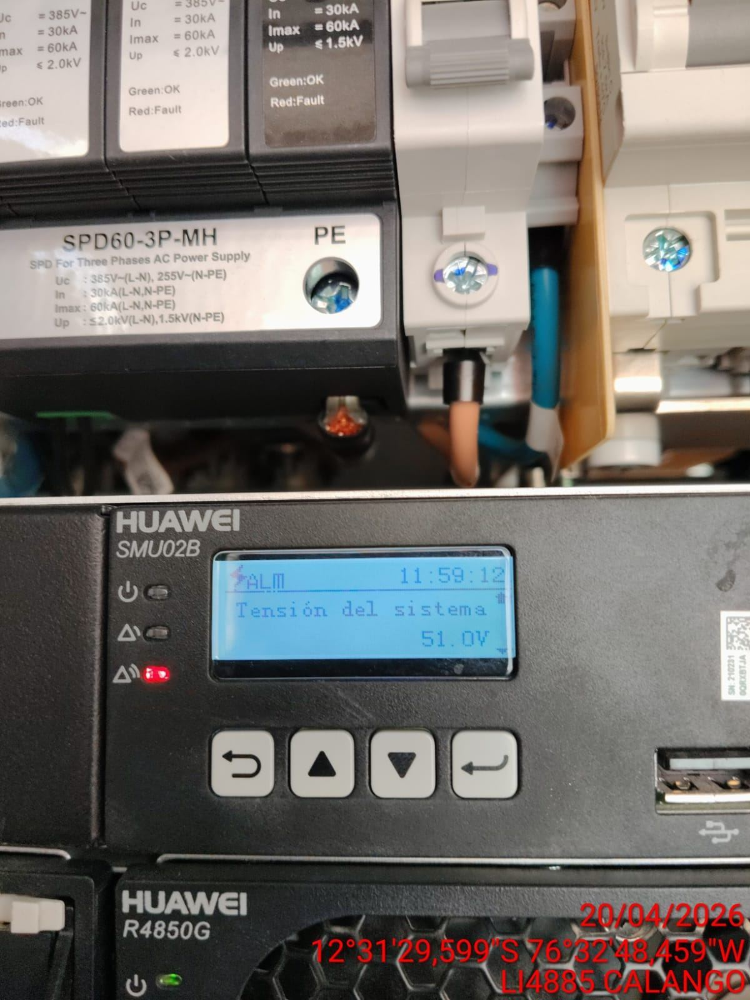 = 385V~
= 30kA
= 60kA
≤ 2.0kV
Uc = 385V~
In = 30kA
Imax = 60kA
Up ≤ 2.0kV
Green:OK
Red:Fault
In = 30kA
Imax = 60kA
Up ≤ 1.5kV
Green:OK
Red:Fault
SPD60-3P-MH
PE
SPD For Three Phases AC Power Supply
Uc : 385V~(L-N), 255V~(N-PE)
In : 30kA(L-N,N-PE)
Imax : 60kA(L-N,N-PE)
Up : ≤2.0kV(L-N),1.5kV(N-PE)
HUAWEI
SMU02B
ALM 11:59:12
Tensión del sistema
51.0V
HUAWEI
R4850G
20/04/2026
12°31'29,599"S 76°32'48,459"W
LI4885 CALANGO